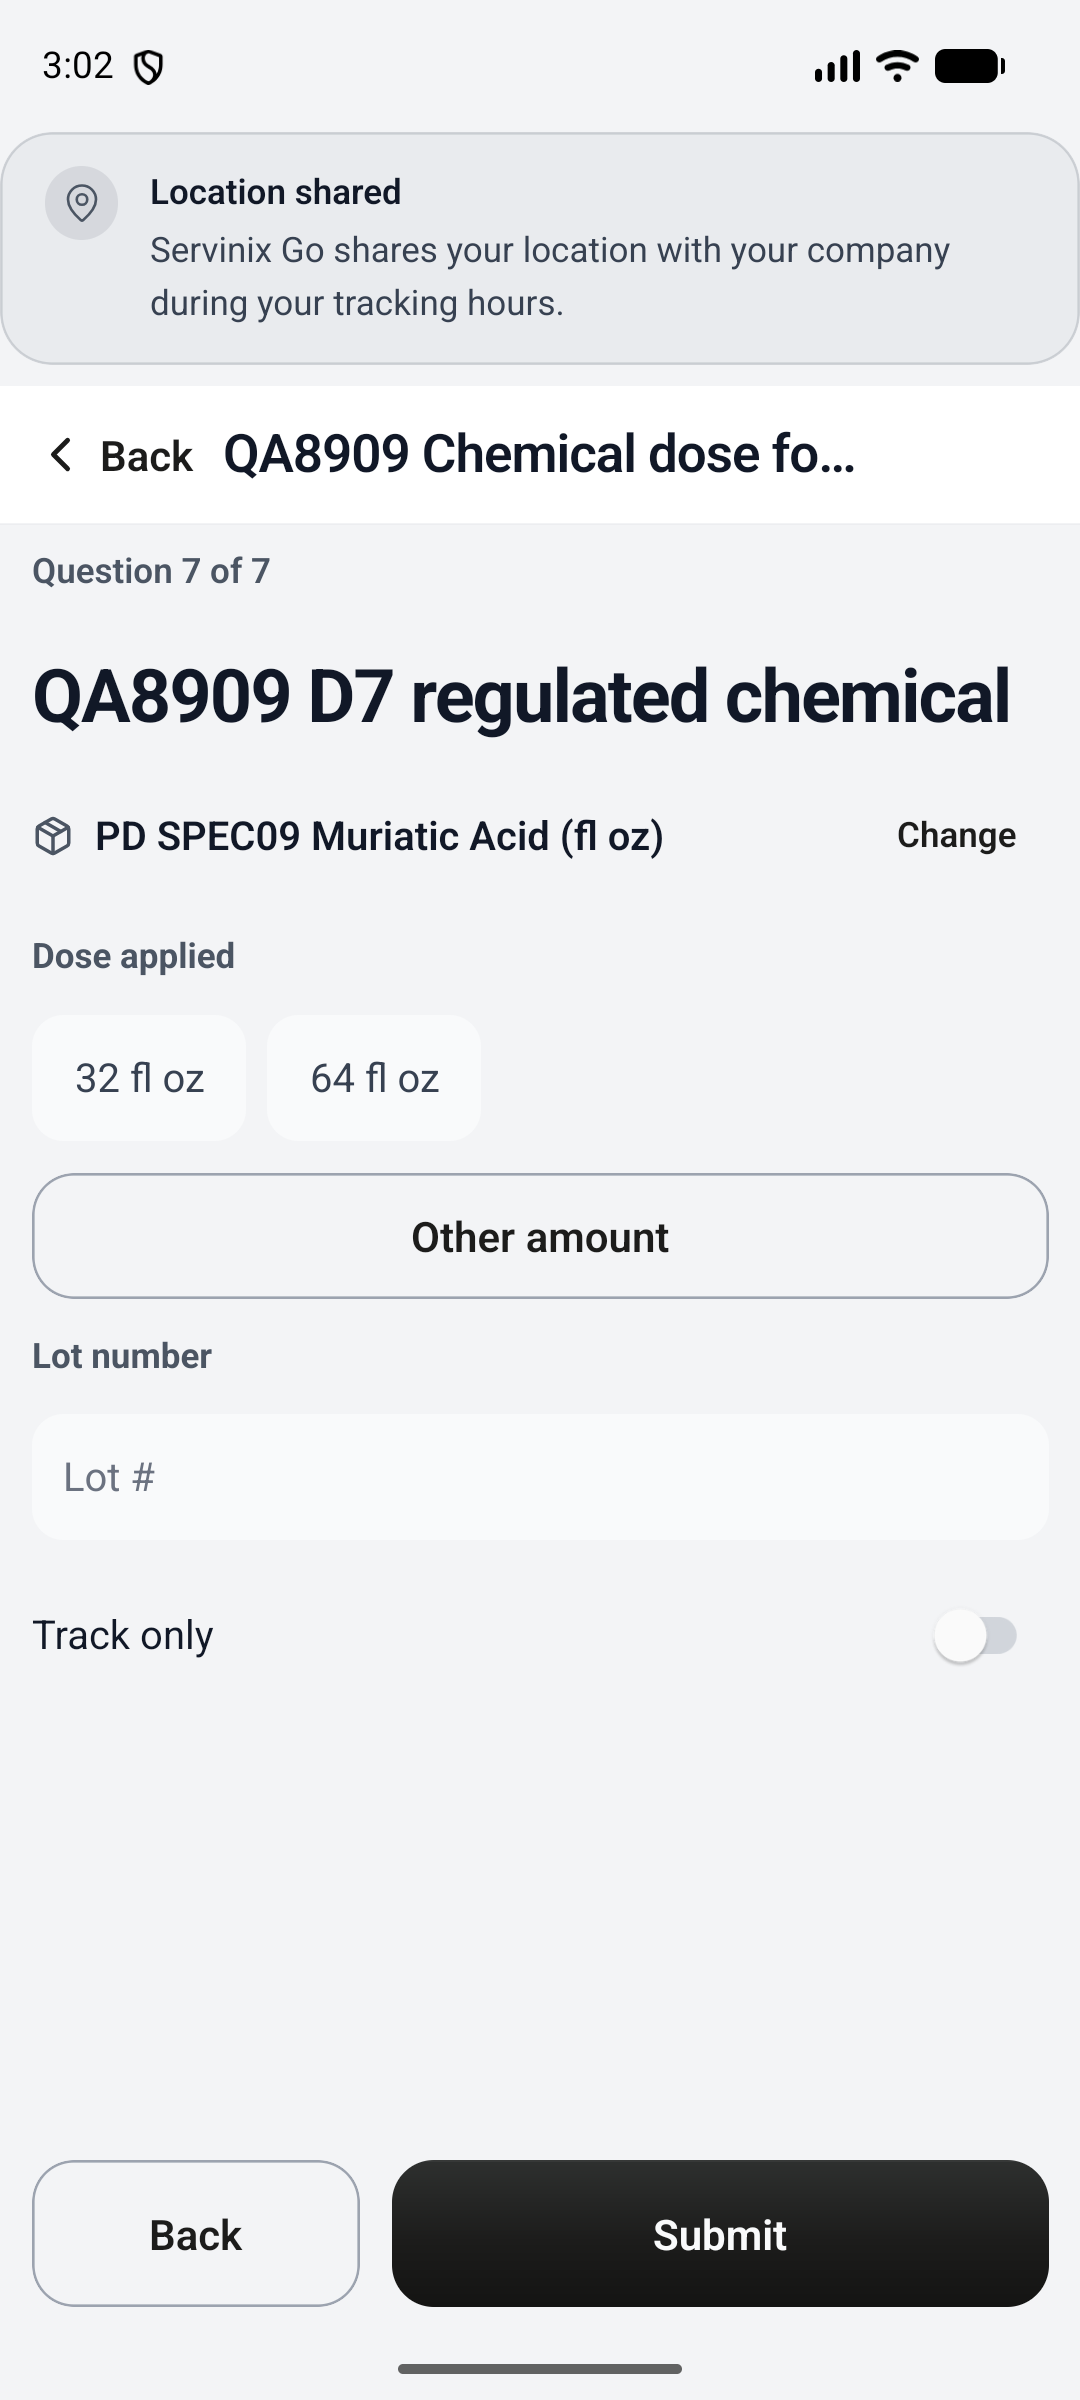 3:02
Location shared
Servinix Go shares your location with your company
during your tracking hours.
Back QA8909 Chemical dose fo...
Question 7 of 7
QA8909 D7 regulated chemical
PD SPEC09 Muriatic Acid (fl oz) Change
Dose applied
32 fl oz 64 fl oz
Other amount
Lot number
Lot #
Track only
Back Submit